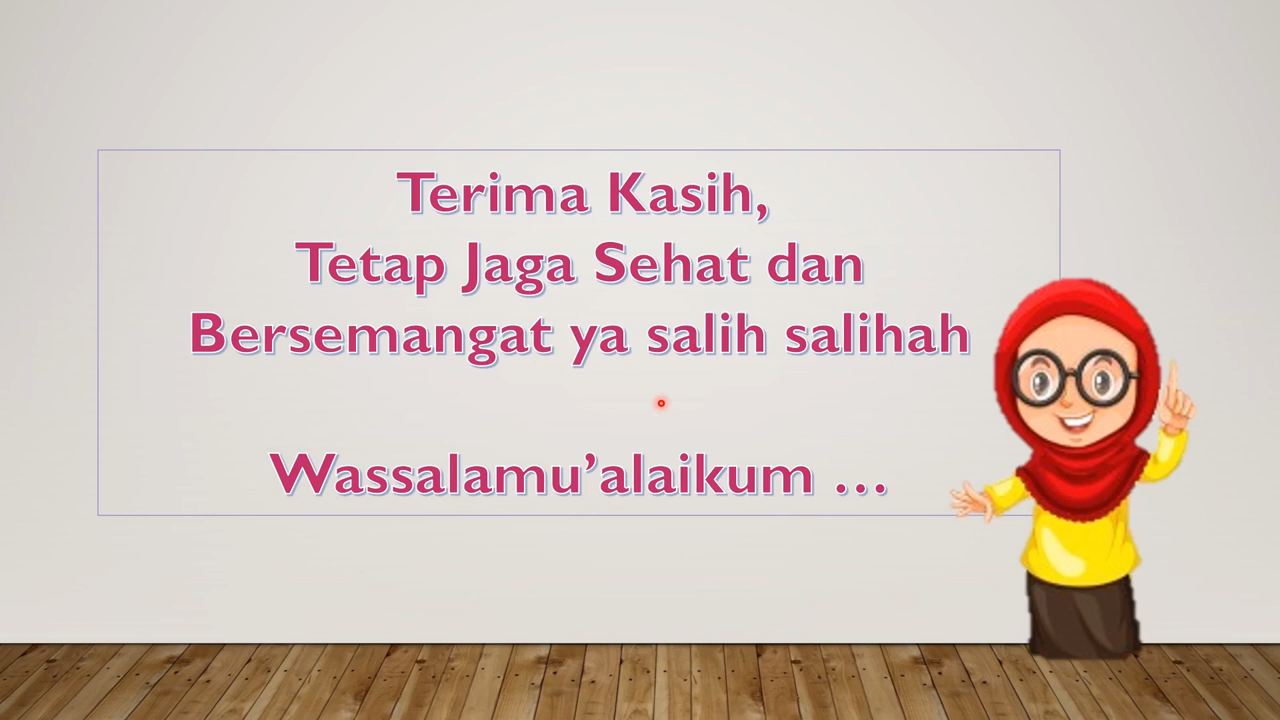 Terima Kasih,
Tetap Jaga Sehat dan
Bersemangat ya salih salihah
Wassalamu’alaikum …